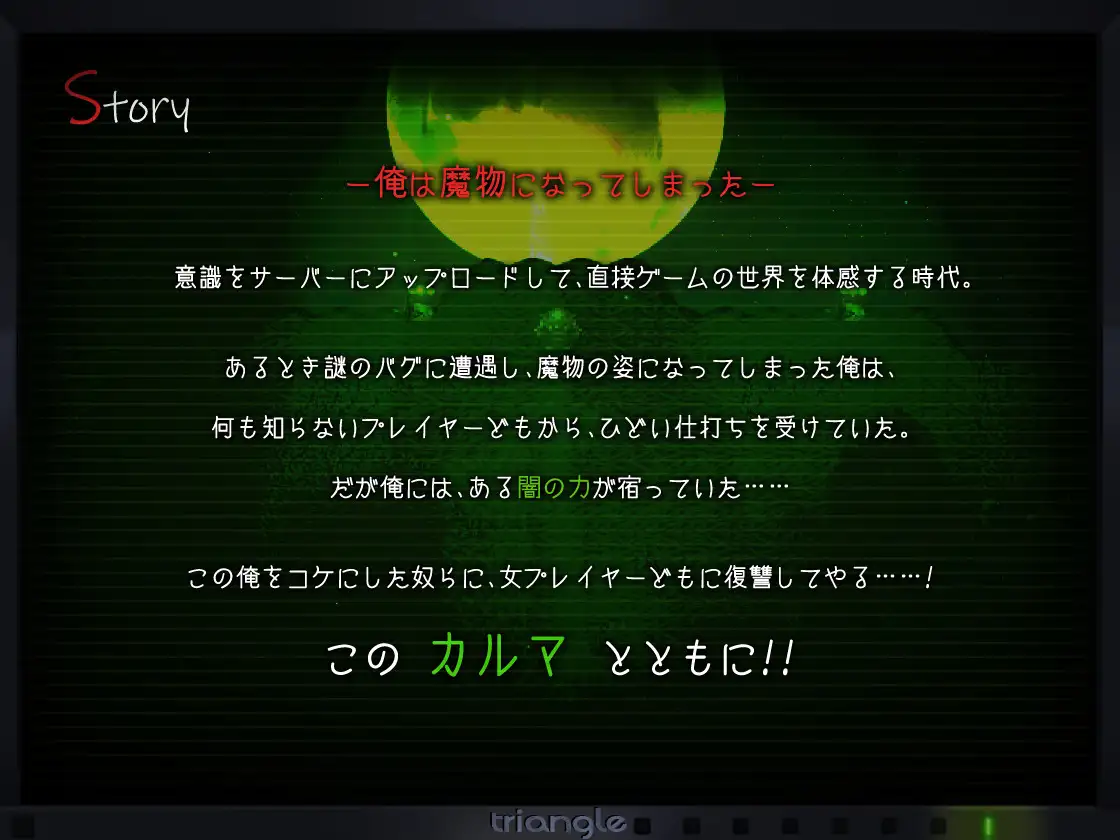 Story
ー俺は魔物になってしまったー
意識をサーバーにアップロードして、直接ゲームの世界を体感する時代。
あるとき謎のバグに遭遇し、魔物の姿になってしまった俺は、
何も知らないプレイヤーどもから、ひどい仕打ちを受けていた。
だが俺には、ある闇の力が宿っていた……
この俺をコケにした奴らに、女プレイヤーどもに復讐してやる……！
この カルマ とともに！！
triangle